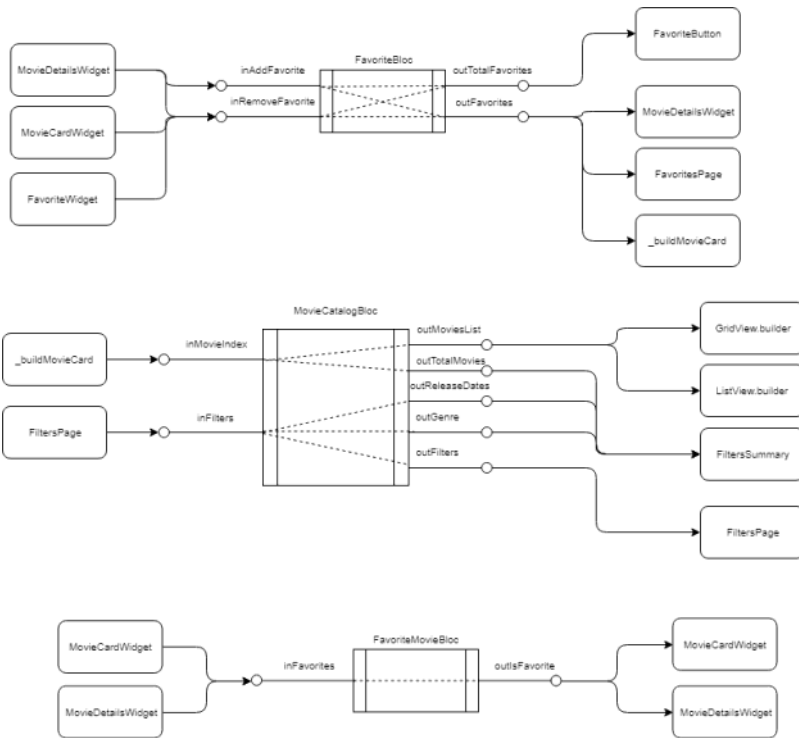 FavoriteBloc
MovieDetailsWidget
MovieCardWidget
FavoriteWidget
inAddFavorite
inRemoveFavorite
outTotalFavorites
outFavorites
FavoriteButton
MovieDetailsWidget
FavoritesPage
_buildMovieCard
MovieCatalogBloc
_buildMovieCard
FiltersPage
inMovieIndex
inFilters
outMoviesList
outTotalMovies
outReleaseDates
outGenre
outFilters
GridView.builder
ListView.builder
FiltersSummary
FiltersPage
FavoriteMovieBloc
MovieCardWidget
MovieDetailsWidget
inFavorites
outIsFavorite
MovieCardWidget
MovieDetailsWidget